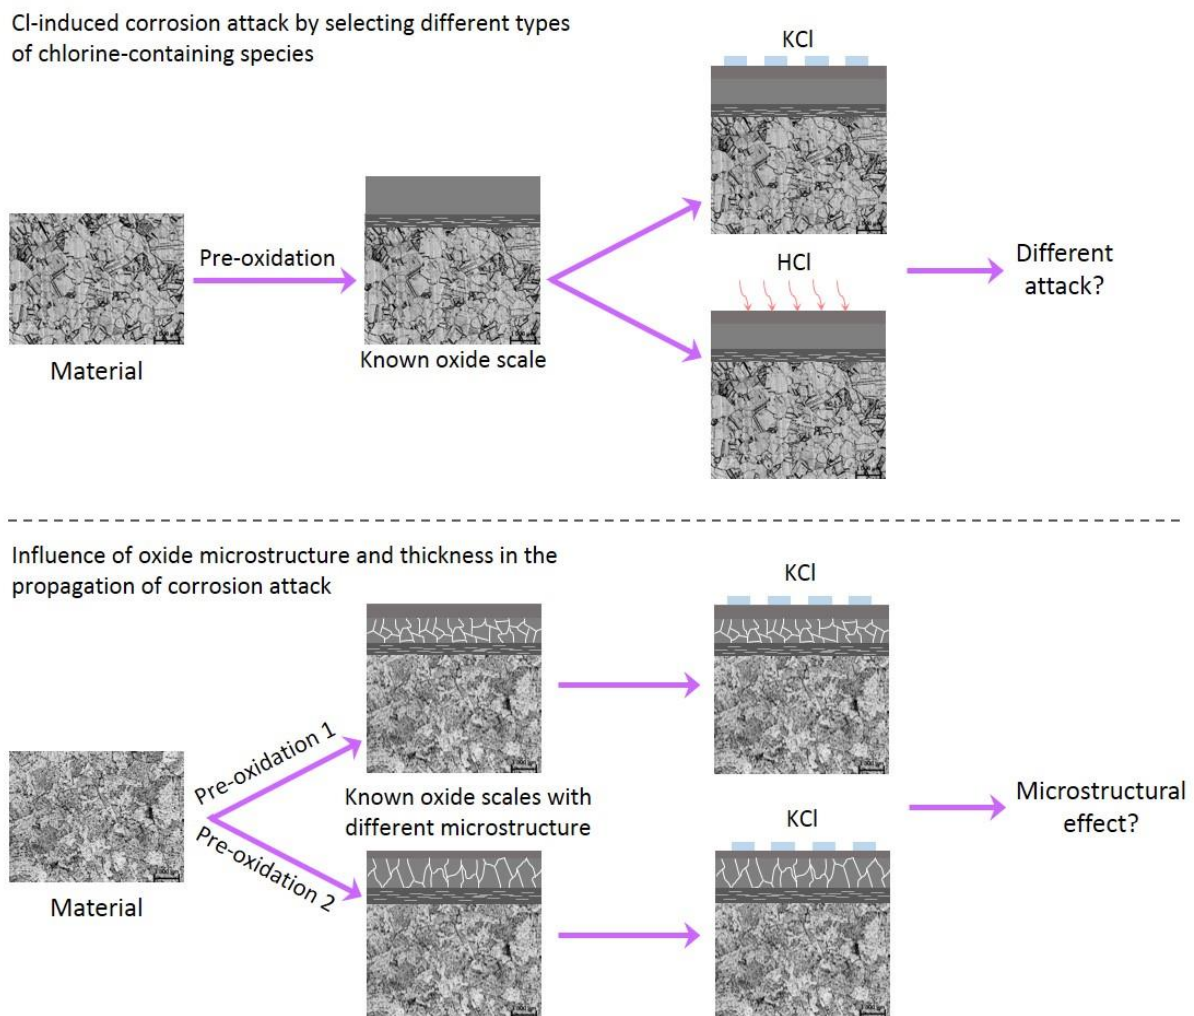 Cl-induced corrosion attack by selecting different types
of chlorine-containing species
KCl
Pre-oxidation
HCl
Different
attack?
Material
Known oxide scale
Influence of oxide microstructure and thickness in the
propagation of corrosion attack
KCl
Pre-oxidation 1
Known oxide scales with
different microstructure
Pre-oxidation 2
KCl
Microstructural
effect?
Material